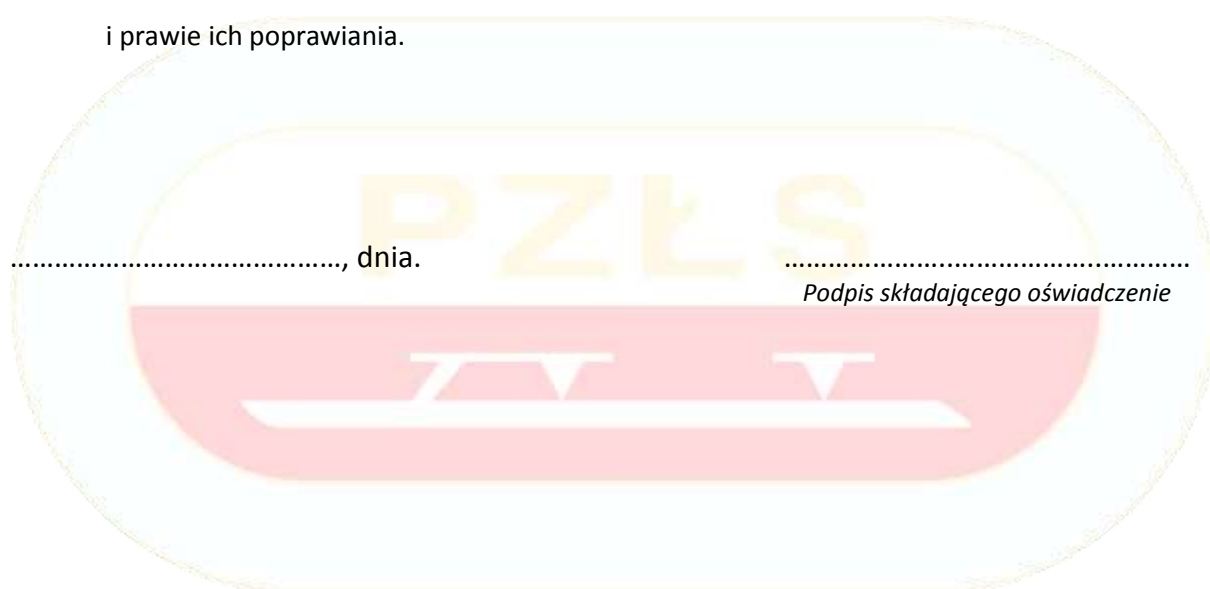 i prawie ich poprawiania.
PZŁS
……………………………………, dnia. …………………..………………..…………
Podpis składającego oświadczenie